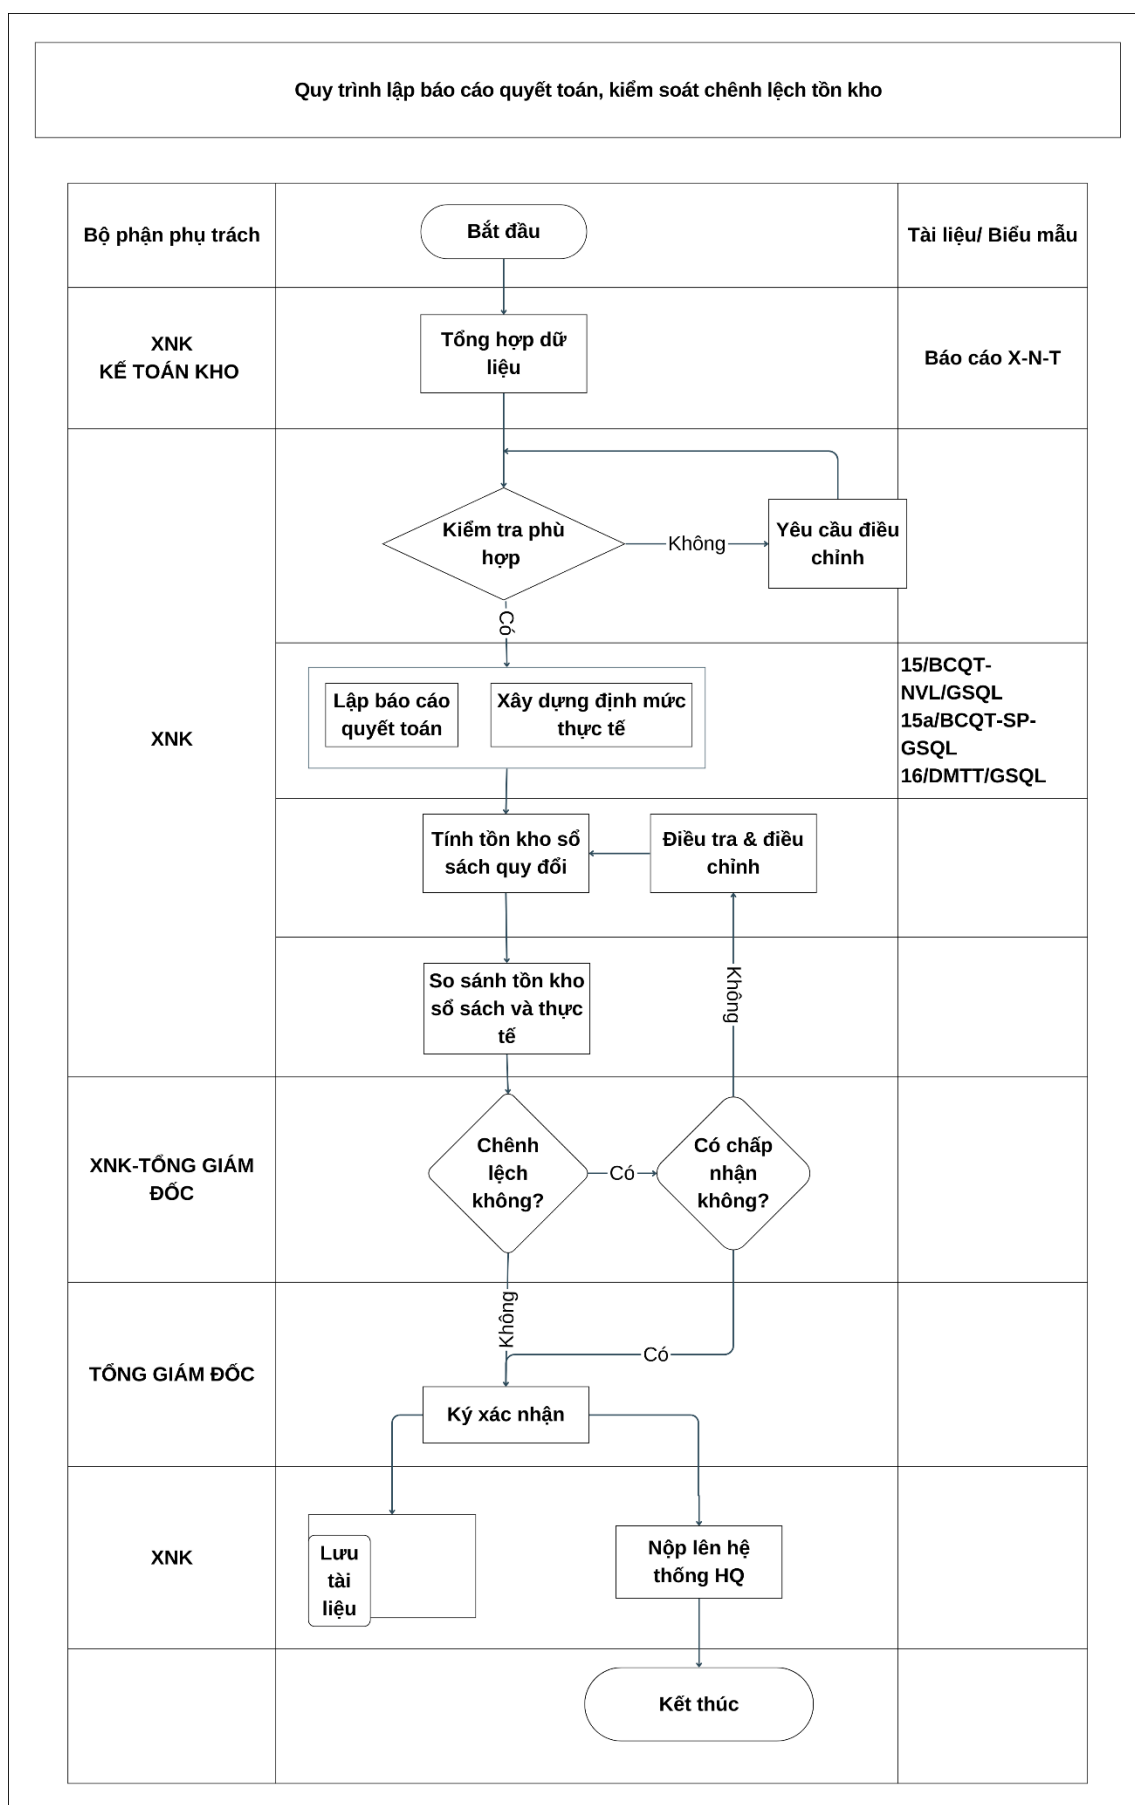 Quy trình lập báo cáo quyết toán, kiểm soát chênh lệch tồn kho
Bộ phận phụ trách
Bắt đầu
Tài liệu/ Biểu mẫu
XNK
KẾ TOÁN KHO
Tổng hợp dữ
liệu
Báo cáo X-N-T
Kiểm tra phù
hợp
Không
Yêu cầu điều
chỉnh
Có
XNK
Lập báo cáo
quyết toán
Xây dựng định mức
thực tế
15/BCQT-
NVL/GSQL
15a/BCQT-SP-
GSQL
16/DMTT/GSQL
Tính tồn kho sổ
sách quy đổi
Điều tra & điều
chỉnh
So sánh tồn kho
sổ sách và thực
tế
Không
XNK-TỔNG GIÁM
ĐỐC
Chênh
lệch
không?
Có
Có chấp
nhận
không?
Không
Có
TỔNG GIÁM ĐỐC
Ký xác nhận
XNK
Lưu
tài
liệu
Nộp lên hệ
thống HQ
Kết thúc